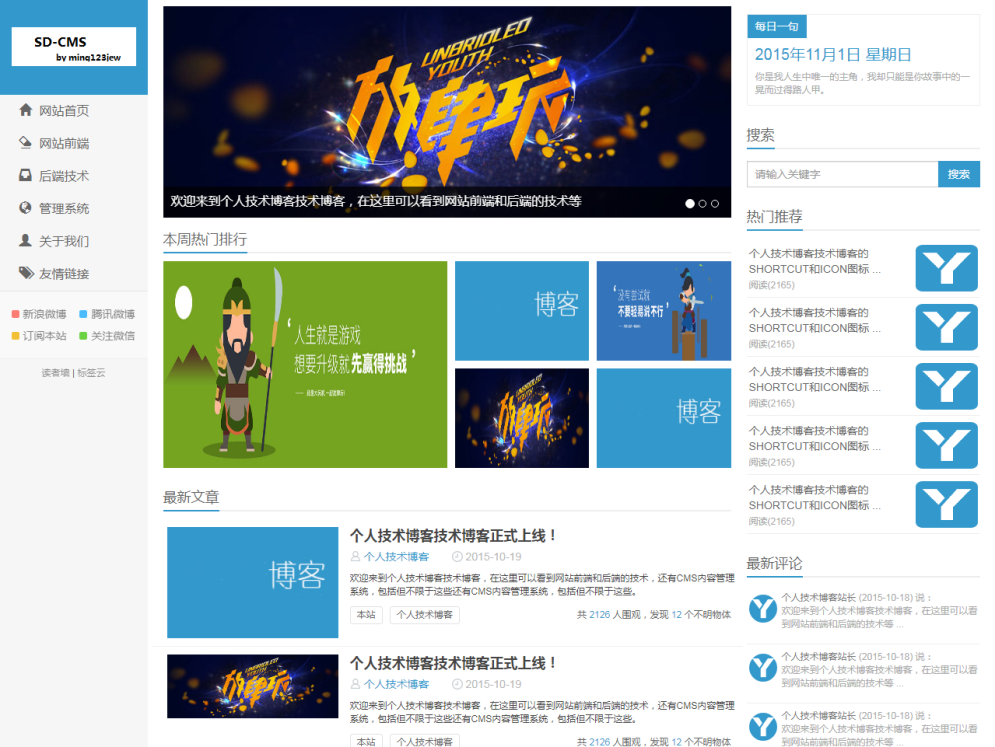 SD-CMS
by ming123jew
网站首页
网站前端
后端技术
管理系统
关于我们
友情链接
新浪微博 腾讯微博
订阅本站 关注微信
读者墙 | 标签云
UNBRIDLED
YOUTH
放肆玩
欢迎来到个人技术博客技术博客，在这里可以看到网站前端和后端的技术等
本周热门排行
人生就是游戏
想要升级就先赢得挑战
博客
没有尝试就
不要轻易说不行
UNBRIDLED
YOUTH
放肆玩
博客
最新文章
博客
个人技术博客技术博客正式上线！
个人技术博客 2015-10-19
欢迎来到个人技术博客技术博客，在这里可以看到网站前端和后端的技术，还有CMS内容管理
系统，包括但不限于这些还有CMS内容管理系统，包括但不限于这些。
本站 个人技术博客 共 2126 人围观，发现 12 个不明物体
UNBRIDLED
YOUTH
放肆玩
个人技术博客技术博客正式上线！
个人技术博客 2015-10-19
欢迎来到个人技术博客技术博客，在这里可以看到网站前端和后端的技术，还有CMS内容管理
系统，包括但不限于这些还有CMS内容管理系统，包括但不限于这些。
本站 个人技术博客 共 2126 人围观，发现 12 个不明物体
每日一句
2015年11月1日 星期日
你是我人生中唯一的主角，我却只能是你故事中的一
晃而过得路人甲。
搜索
请输入关键字 搜索
热门推荐
个人技术博客技术博客的
SHORTCUT和ICON图标 ...
阅读(2165)
个人技术博客技术博客的
SHORTCUT和ICON图标 ...
阅读(2165)
个人技术博客技术博客的
SHORTCUT和ICON图标 ...
阅读(2165)
个人技术博客技术博客的
SHORTCUT和ICON图标 ...
阅读(2165)
个人技术博客技术博客的
SHORTCUT和ICON图标 ...
阅读(2165)
最新评论
个人技术博客站长 (2015-10-18) 说：
欢迎来到个人技术博客技术博客，在这里可以看
到网站前端和后端的技术等 ...
个人技术博客站长 (2015-10-18) 说：
欢迎来到个人技术博客技术博客，在这里可以看
到网站前端和后端的技术等 ...
个人技术博客站长 (2015-10-18) 说：
欢迎来到个人技术博客技术博客，在这里可以看
到网站前端和后端的技术等 ...